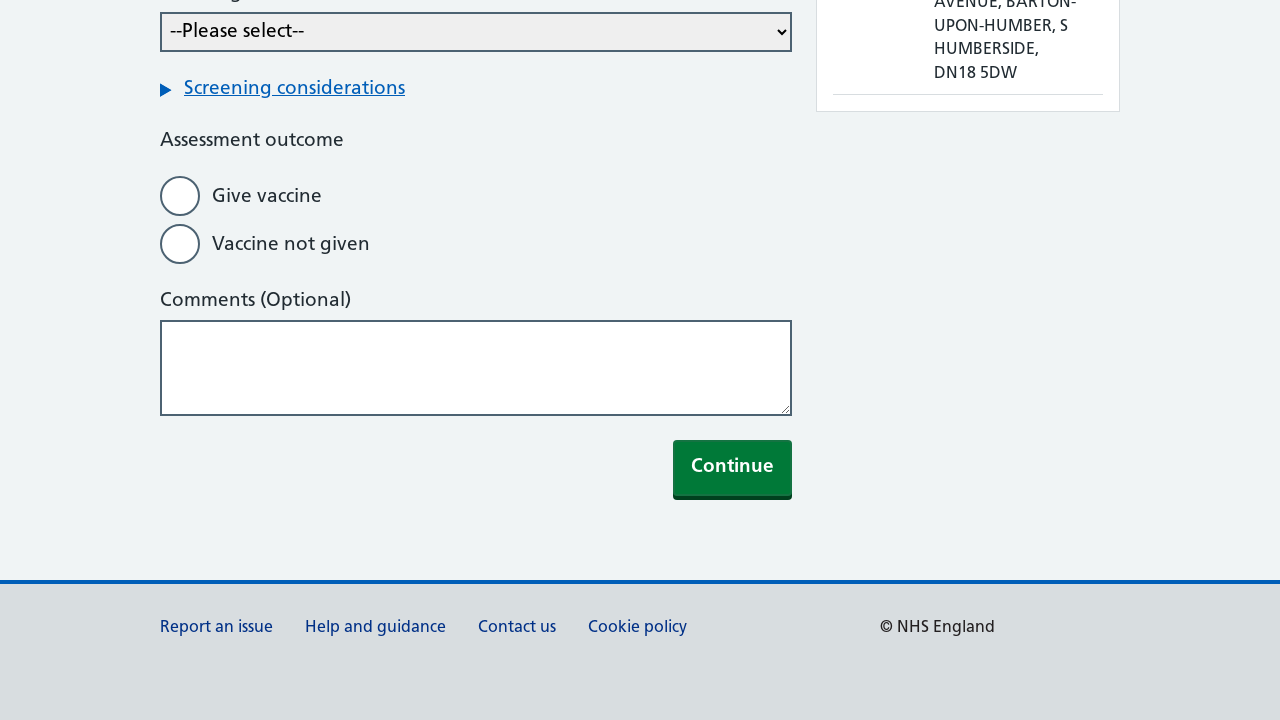 --Please select--
Screening considerations
Assessment outcome
Give vaccine
Vaccine not given
Comments (Optional)
Continue
AVENUE, BARTON-
UPON-HUMBER, S
HUMBERSIDE,
DN18 5DW
Report an issue
Help and guidance
Contact us
Cookie policy
© NHS England